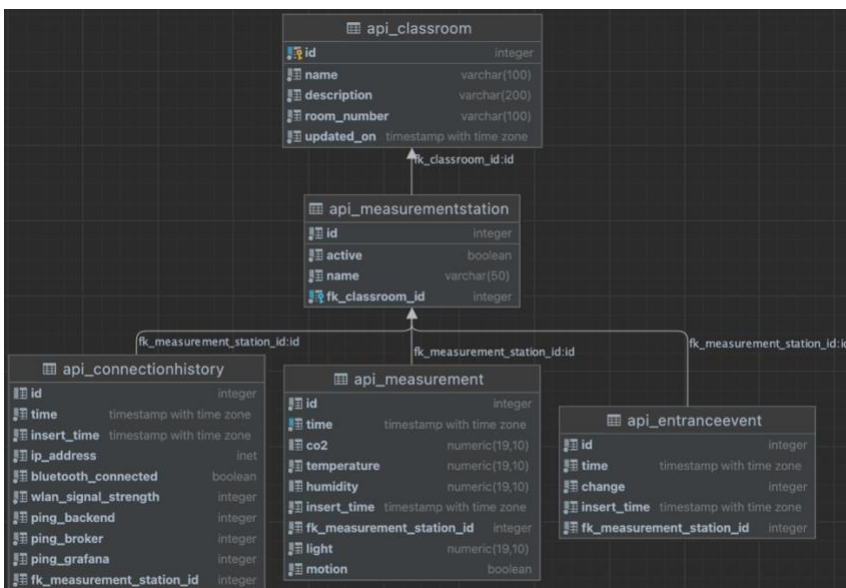 api_classroom
id integer
name varchar(100)
description varchar(200)
room_number varchar(100)
updated_on timestamp with time zone
fk_classroom_id:id
api_measurementstation
id integer
active boolean
name varchar(50)
fk_classroom_id integer
fk_measurement_station_id:id
fk_measurement_station_id:id
fk_measurement_station_id:id
api_connectionhistory
id integer
time timestamp with time zone
insert_time timestamp with time zone
ip_address inet
bluetooth_connected boolean
wlan_signal_strength integer
ping_backend integer
ping_broker integer
ping_grafana integer
fk_measurement_station_id integer
api_measurement
id integer
time timestamp with time zone
co2 numeric(19,10)
temperature numeric(19,10)
humidity numeric(19,10)
insert_time timestamp with time zone
fk_measurement_station_id integer
light numeric(19,10)
motion boolean
api_entranceevent
id integer
time timestamp with time zone
change integer
insert_time timestamp with time zone
fk_measurement_station_id integer